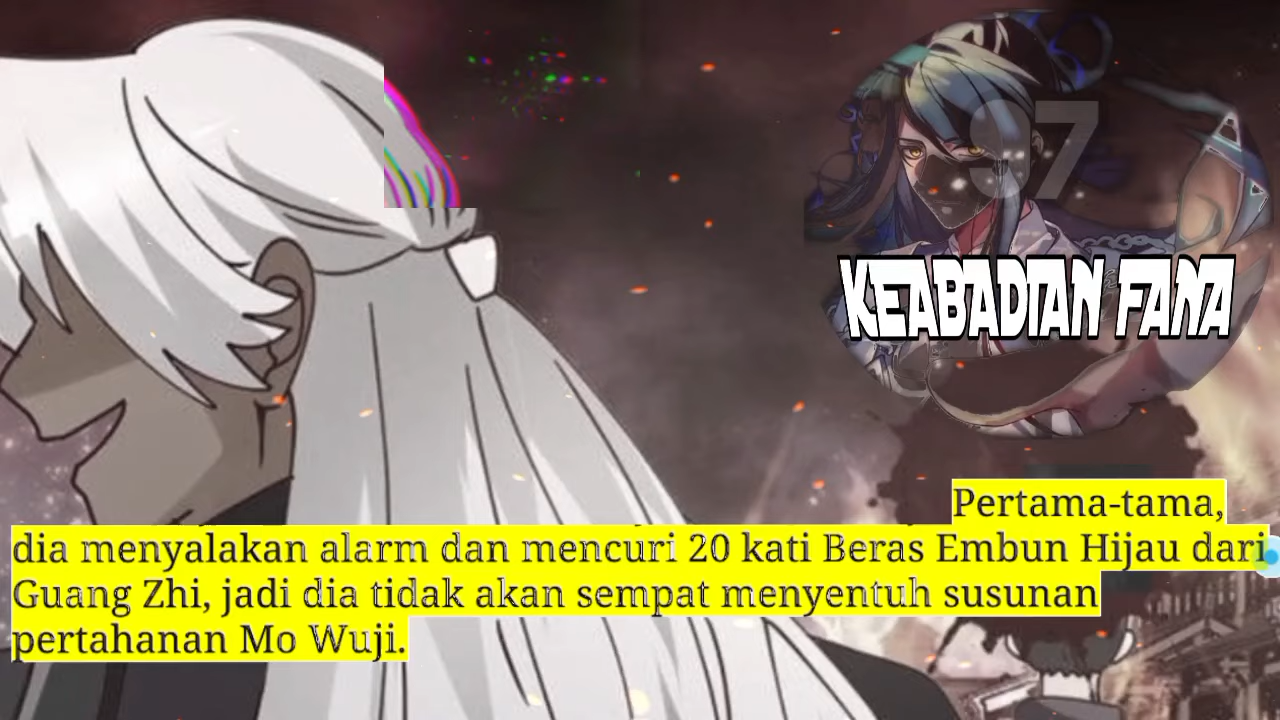 97
KEABADIAN FANA
Pertama-tama,
dia menyalakan alarm dan mencuri 20 kati Beras Embun Hijau dari
Guang Zhi, jadi dia tidak akan sempat menyentuh susunan
pertahanan Mo Wuji.